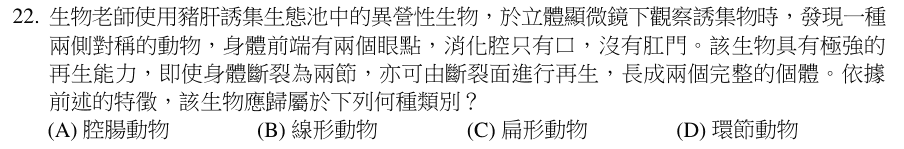 22. 生物老師使用豬肝誘集生態池中的異營性生物，於立體顯微鏡下觀察誘集物時，發現一種
兩側對稱的動物，身體前端有兩個眼點，消化腔只有口，沒有肛門。該生物具有極強的
再生能力，即使身體斷裂為兩節，亦可由斷裂面進行再生，長成兩個完整的個體。依據
前述的特徵，該生物應歸屬於下列何種類別？
(A) 腔腸動物 (B) 線形動物 (C) 扁形動物 (D) 環節動物